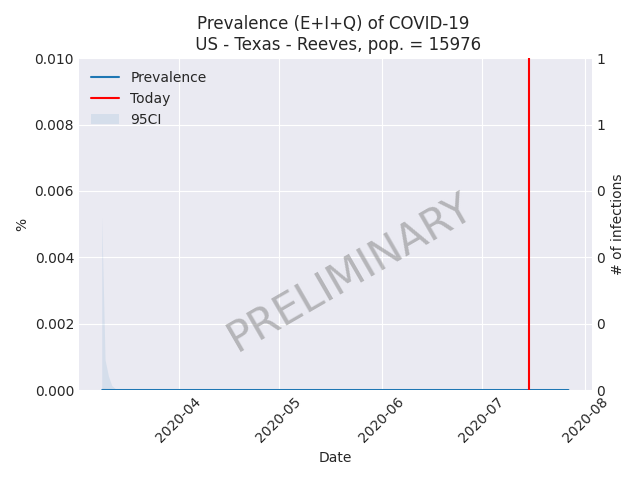 Prevalence (E+I+Q) of COVID-19
US - Texas - Reeves, pop. = 15976
0.010
0.008
0.006
0.004
0.002
0.000
%
Prevalence
Today
95CI
PRELIMINARY
1
1
0
0
0
0
# of infections
2020-04
2020-05
2020-06
2020-07
2020-08
Date